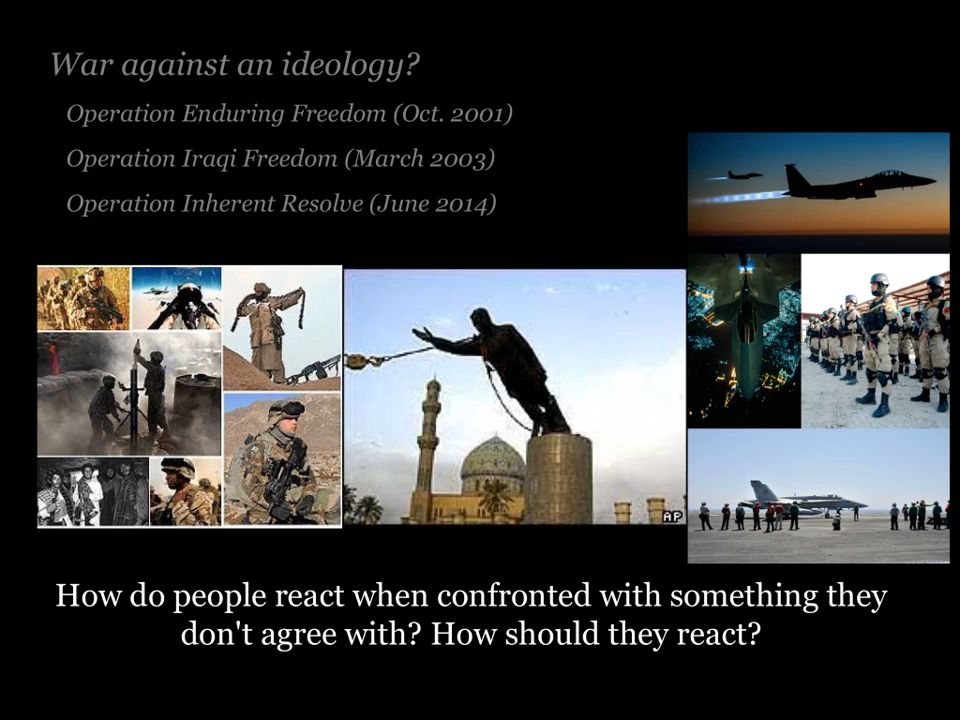 War against an ideology?
Operation Enduring Freedom (Oct. 2001)
Operation Iraqi Freedom (March 2003)
Operation Inherent Resolve (June 2014)
AP
How do people react when confronted with something they
don't agree with? How should they react?